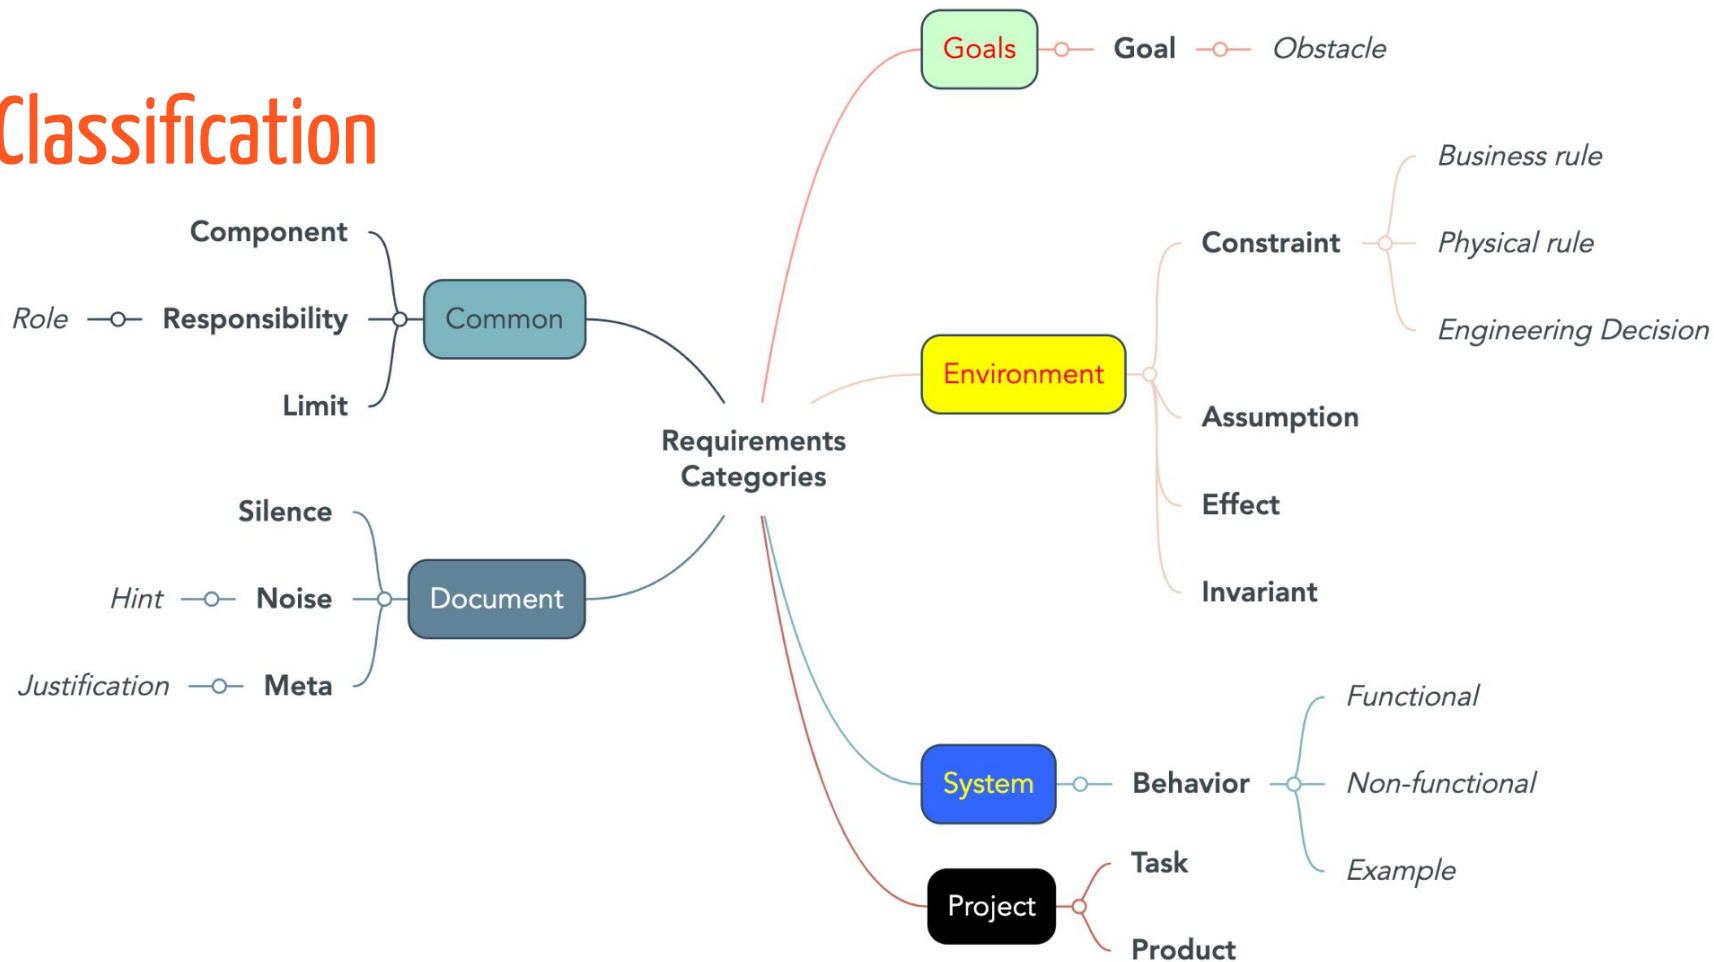 Classification
Goals
Goal
Obstacle
Business rule
Constraint
Physical rule
Engineering Decision
Environment
Assumption
Effect
Invariant
Component
Role
Responsibility
Common
Limit
Requirements
Categories
Silence
Hint
Noise
Document
Justification
Meta
Functional
System
Behavior
Non-functional
Example
Task
Project
Product